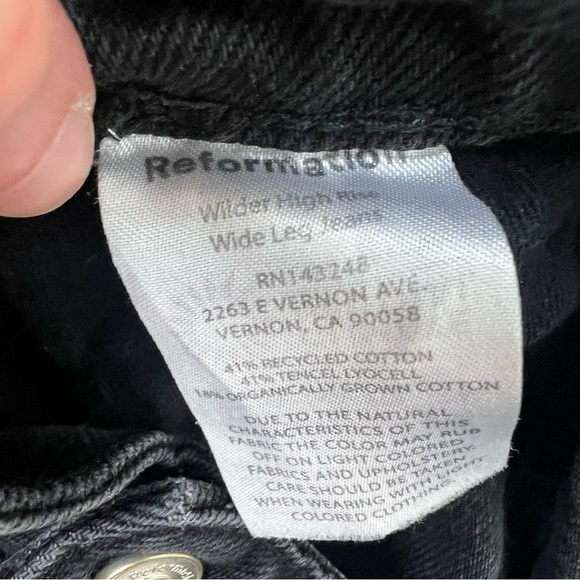 Reformation
Wilder High Rise
Wide Leg Jeans
RN143248
2263 E VERNON AVE.
VERNON, CA 90058
41% RECYCLED COTTON
41% TENCEL LYOCELL
18% ORGANICALLY GROWN COTTON
DUE TO THE NATURAL
CHARACTERISTICS OF THIS
FABRIC THE COLOR MAY RUB
OFF ON LIGHT COLORED
FABRICS AND UPHOLSTERY.
CARE SHOULD BE TAKEN
WHEN WEARING WITH LIGHT
COLORED CLOTHING